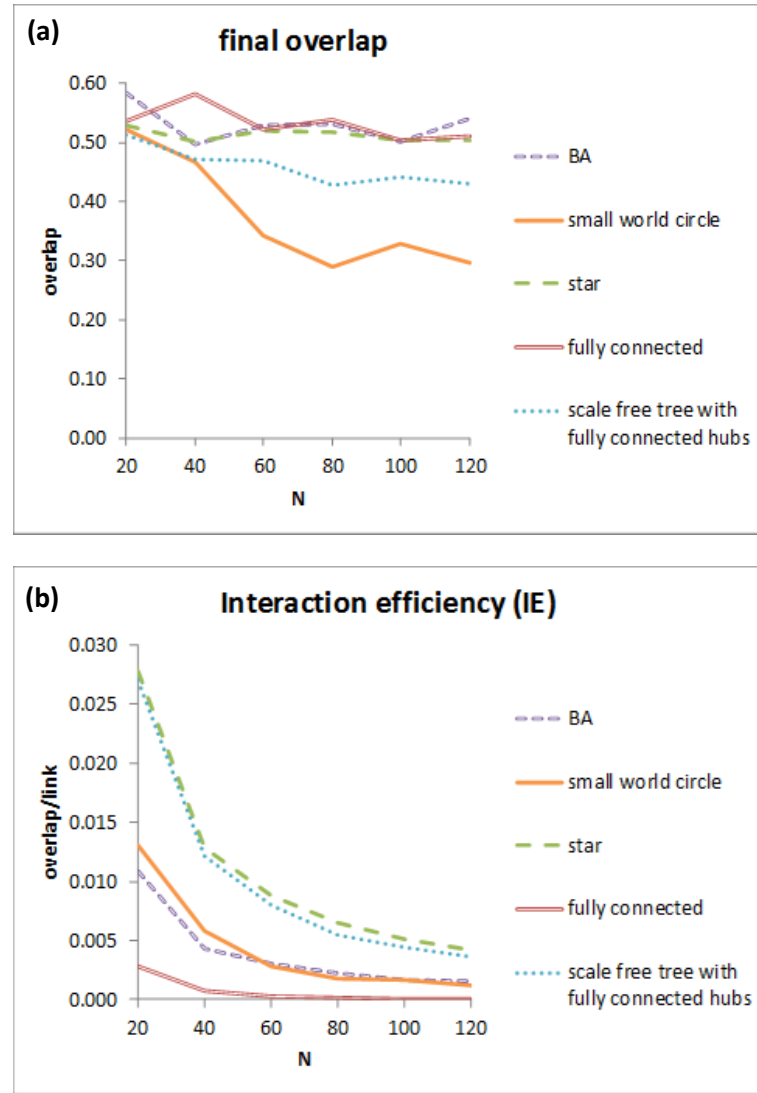 (a)
final overlap
0.60
0.50
0.40
0.30
0.20
0.10
0.00
overlap
20 40 60 80 100 120
N
BA
small world circle
star
fully connected
scale free tree with
fully connected hubs
(b)
Interaction efficiency (IE)
0.030
0.025
0.020
0.015
0.010
0.005
0.000
overlap/link
20 40 60 80 100 120
N
BA
small world circle
star
fully connected
scale free tree with
fully connected hubs